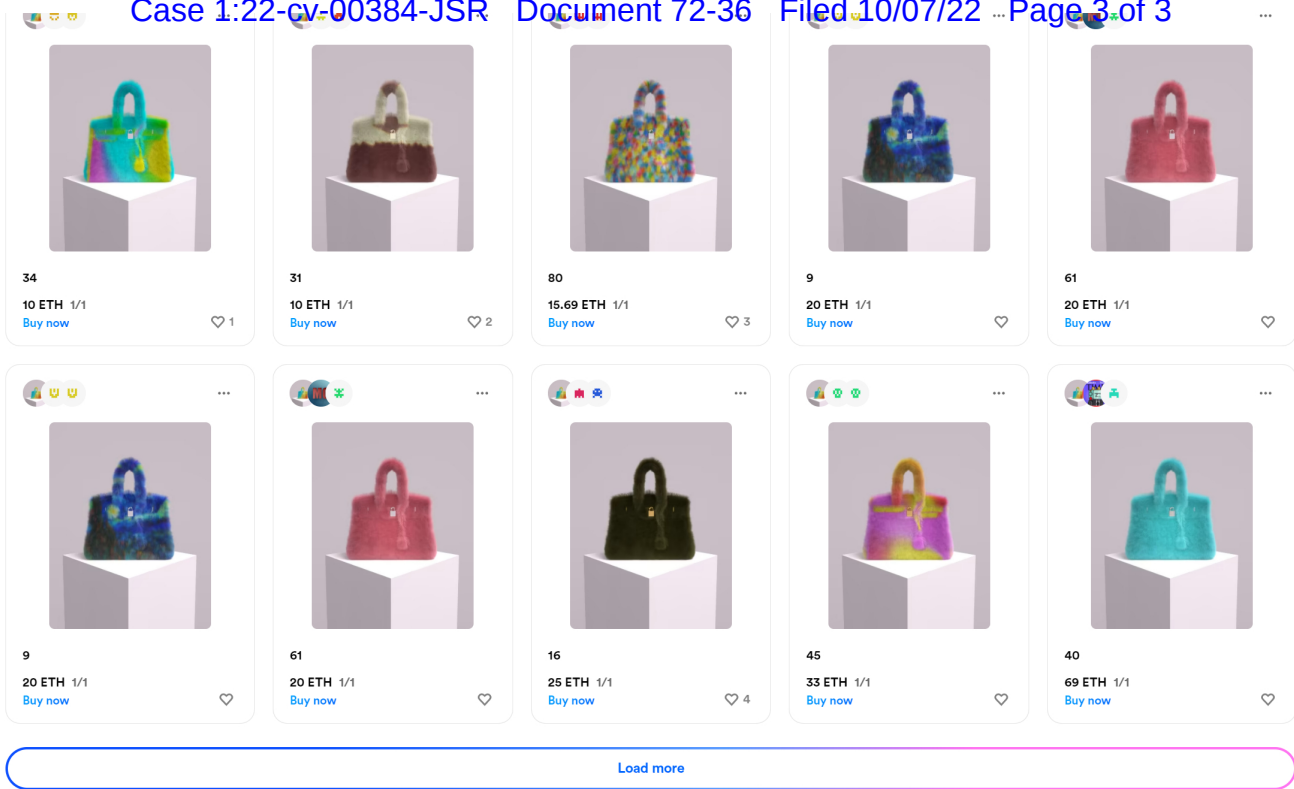 Case 1:22-cv-00384-JSR Document 72-36 Filed 10/07/22 Page 3 of 3
34
10 ETH 1/1
Buy now
1
31
10 ETH 1/1
Buy now
2
80
15.69 ETH 1/1
Buy now
3
9
20 ETH 1/1
Buy now
61
20 ETH 1/1
Buy now
9
20 ETH 1/1
Buy now
61
20 ETH 1/1
Buy now
16
25 ETH 1/1
Buy now
4
45
33 ETH 1/1
Buy now
40
69 ETH 1/1
Buy now
Load more